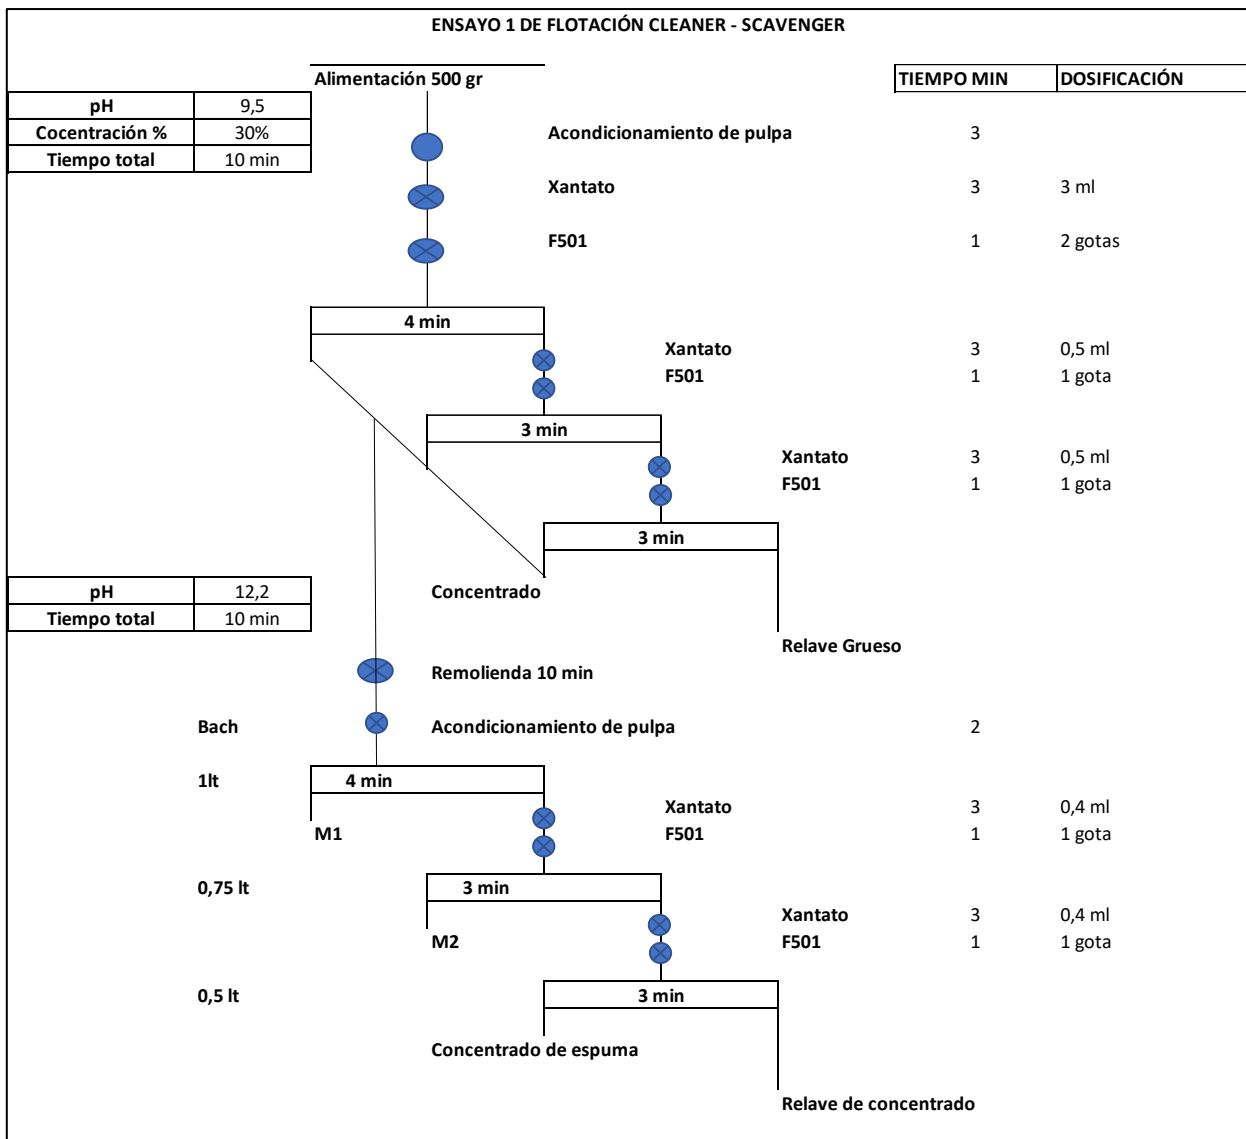 ENSAYO 1 DE FLOTACIÓN CLEANER - SCAVENGER
Alimentación 500 gr
TIEMPO MIN DOSIFICACIÓN
pH 9,5
Cocentración % 30%
Tiempo total 10 min
Acondicionamiento de pulpa 3
Xantato 3 3 ml
F501 1 2 gotas
4 min
Xantato 3 0,5 ml
F501 1 1 gota
3 min
Xantato 3 0,5 ml
F501 1 1 gota
3 min
pH 12,2
Tiempo total 10 min
Concentrado
Relave Grueso
Remolienda 10 min
Bach Acondicionamiento de pulpa 2
1lt 4 min
Xantato 3 0,4 ml
M1 F501 1 1 gota
0,75 lt 3 min
Xantato 3 0,4 ml
M2 F501 1 1 gota
0,5 lt 3 min
Concentrado de espuma
Relave de concentrado